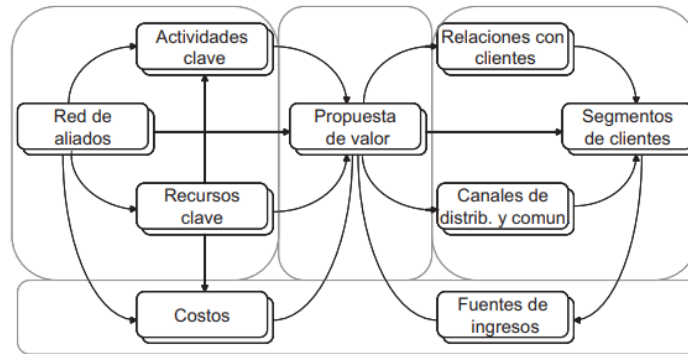 Actividades
clave
Relaciones con
clientes
Red de
aliados
Propuesta
de valor
Segmentos
de clientes
Recursos
clave
Canales de
distrib. y comun.
Costos
Fuentes de
ingresos